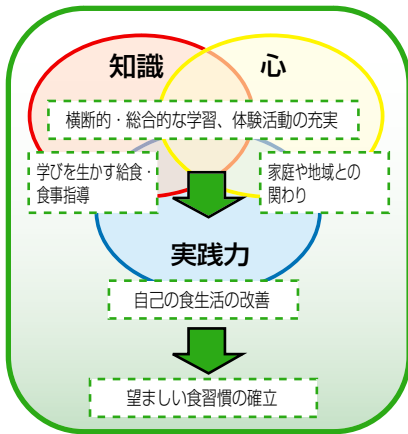 知識
心
横断的・総合的な学習、体験活動の充実
学びを生かす給食・
食事指導
家庭や地域との
関わり
実践力
自己の食生活の改善
望ましい食習慣の確立